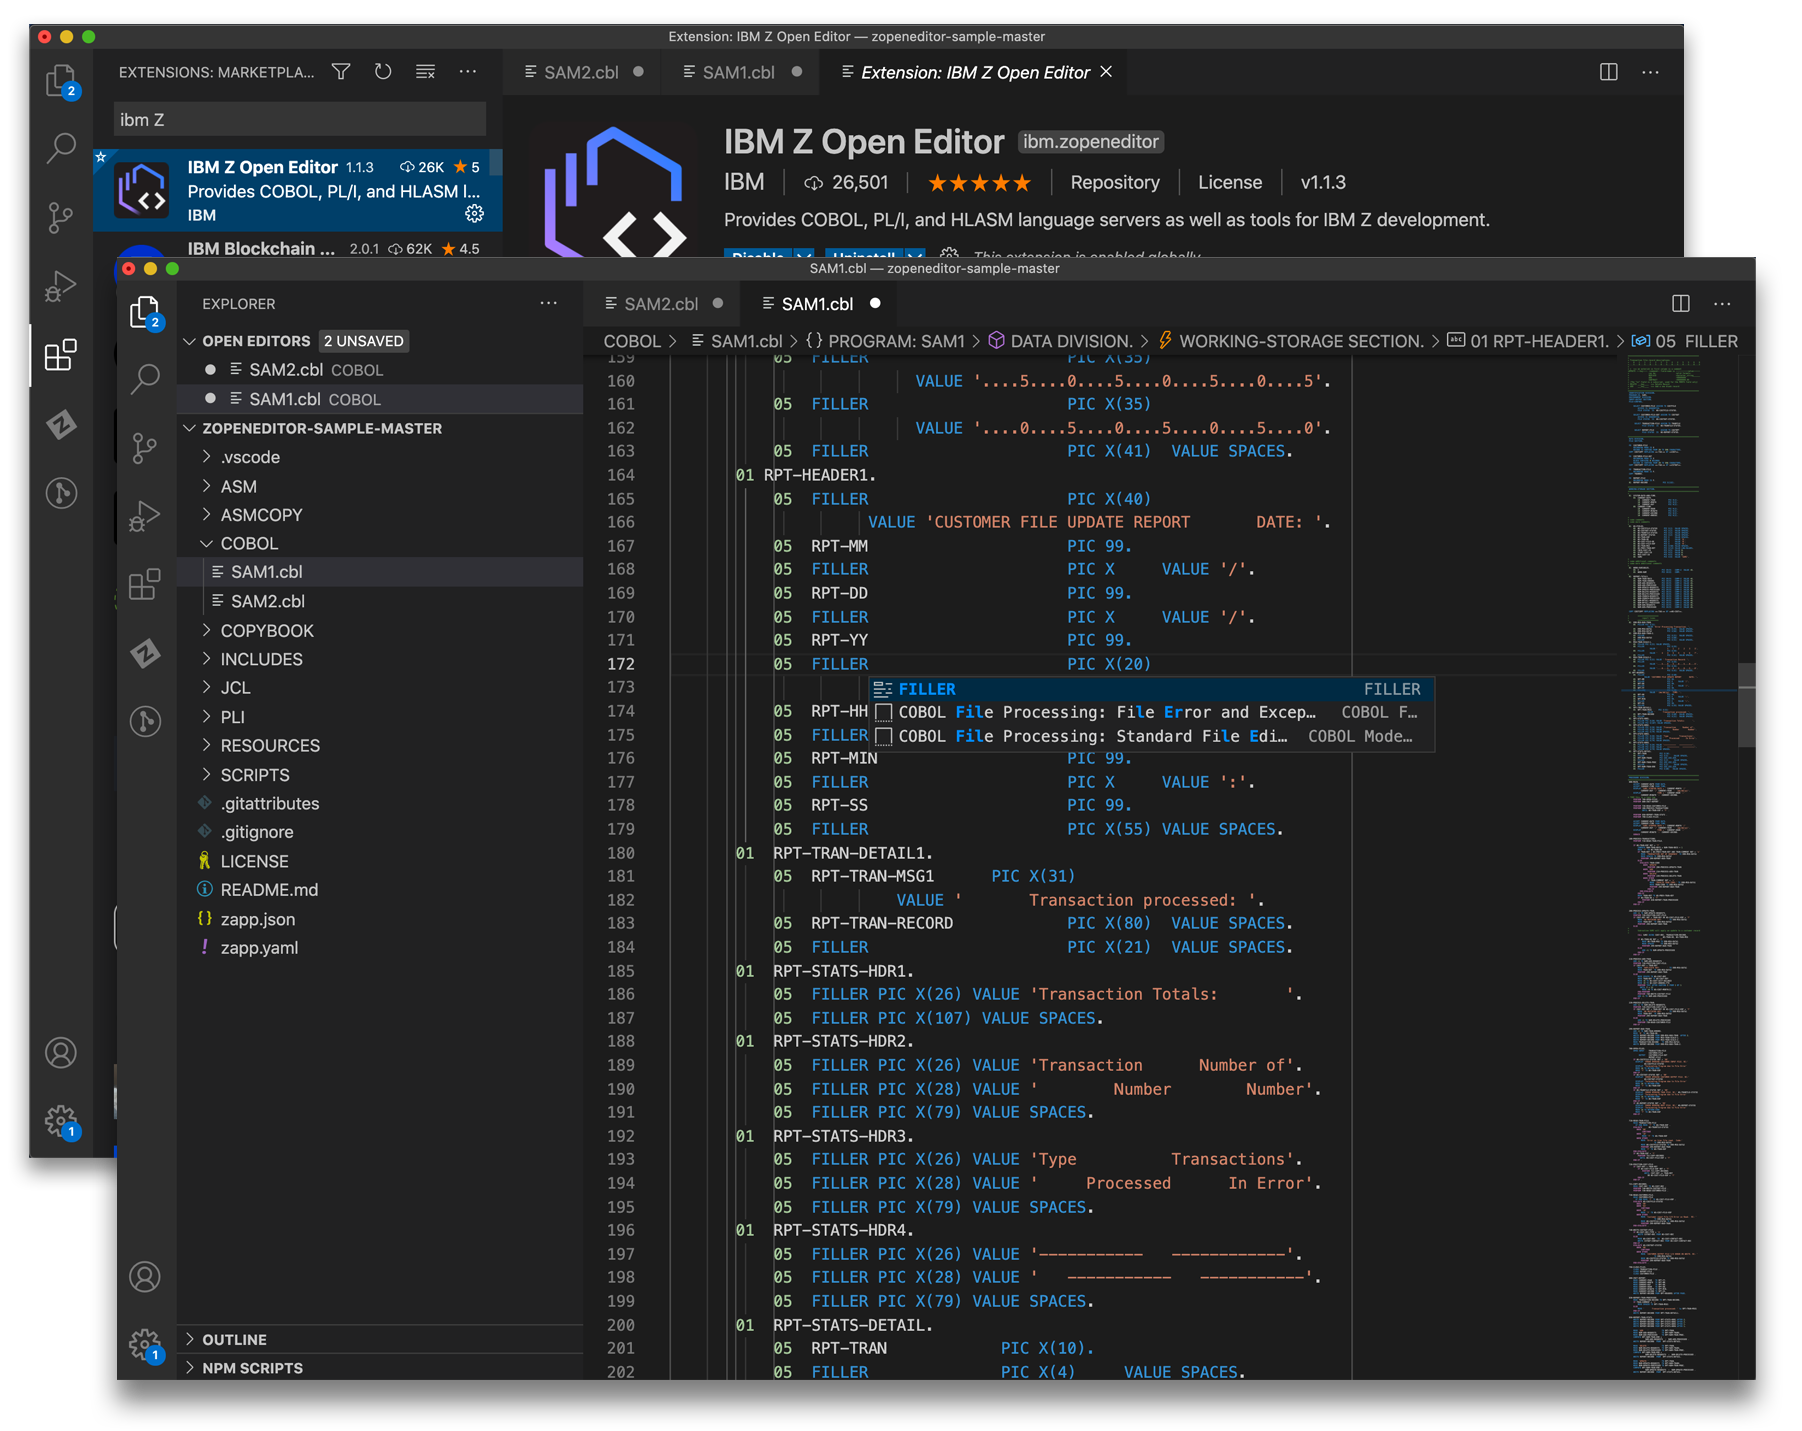 Extension: IBM Z Open Editor — zopeneditor-sample-master
2
EXTENSIONS: MARKETPLA...
SAM2.cbl
SAM1.cbl
Extension: IBM Z Open Editor
ibm Z
IBM Z Open Editor 1.1.3 26K 5
Provides COBOL, PL/I, and HLASM l...
IBM
IBM Blockchain ... 2.0.1 62K 4.5
IBM Z Open Editor ibm.zopeneditor
IBM 26,501 Repository License v1.1.3
Provides COBOL, PL/I, and HLASM language servers as well as tools for IBM Z development.
Disable Uninstall This extension is enabled globally.
1
SAM1.cbl — zopeneditor-sample-master
2
EXPLORER
OPEN EDITORS 2 UNSAVED
SAM2.cbl COBOL
SAM1.cbl COBOL
ZOPENEDITOR-SAMPLE-MASTER
.vscode
ASM
ASMCOPY
COBOL
SAM1.cbl
SAM2.cbl
COPYBOOK
INCLUDES
JCL
PLI
RESOURCES
SCRIPTS
.gitattributes
.gitignore
LICENSE
README.md
zapp.json
zapp.yaml
OUTLINE
NPM SCRIPTS
1
SAM2.cbl
SAM1.cbl
COBOL > SAM1.cbl > {} PROGRAM: SAM1 > DATA DIVISION. > WORKING-STORAGE SECTION. > 01 RPT-HEADER1. > 05 FILLER
159 05 FILLER PIC X(35)
160 VALUE '....5....0....5....0....5....0....5'.
161 05 FILLER PIC X(35)
162 VALUE '....0....5....0....5....0....5....0'.
163 05 FILLER PIC X(41) VALUE SPACES.
164 01 RPT-HEADER1.
165 05 FILLER PIC X(40)
166 VALUE 'CUSTOMER FILE UPDATE REPORT DATE: '.
167 05 RPT-MM PIC 99.
168 05 FILLER PIC X VALUE '/'.
169 05 RPT-DD PIC 99.
170 05 FILLER PIC X VALUE '/'.
171 05 RPT-YY PIC 99.
172 05 FILLER PIC X(20)
173
FILLER FILLER
COBOL File Processing: File Error and Excep... COBOL F...
COBOL File Processing: Standard File Edi... COBOL Mode...
174 05 RPT-HH
175 05 FILLER
176 05 RPT-MIN PIC 99.
177 05 FILLER PIC X VALUE ':'.
178 05 RPT-SS PIC 99.
179 05 FILLER PIC X(55) VALUE SPACES.
180 01 RPT-TRAN-DETAIL1.
181 05 RPT-TRAN-MSG1 PIC X(31)
182 VALUE ' Transaction processed: '.
183 05 RPT-TRAN-RECORD PIC X(80) VALUE SPACES.
184 05 FILLER PIC X(21) VALUE SPACES.
185 01 RPT-STATS-HDR1.
186 05 FILLER PIC X(26) VALUE 'Transaction Totals: '.
187 05 FILLER PIC X(107) VALUE SPACES.
188 01 RPT-STATS-HDR2.
189 05 FILLER PIC X(26) VALUE 'Transaction Number of'.
190 05 FILLER PIC X(28) VALUE ' Number Number'.
191 05 FILLER PIC X(79) VALUE SPACES.
192 01 RPT-STATS-HDR3.
193 05 FILLER PIC X(26) VALUE 'Type Transactions'.
194 05 FILLER PIC X(28) VALUE ' Processed In Error'.
195 05 FILLER PIC X(79) VALUE SPACES.
196 01 RPT-STATS-HDR4.
197 05 FILLER PIC X(26) VALUE '----------- ------------'.
198 05 FILLER PIC X(28) VALUE ' ----------- -----------'.
199 05 FILLER PIC X(79) VALUE SPACES.
200 01 RPT-STATS-DETAIL.
201 05 RPT-TRAN PIC X(10).
202 05 FILLER PIC X(4) VALUE SPACES.